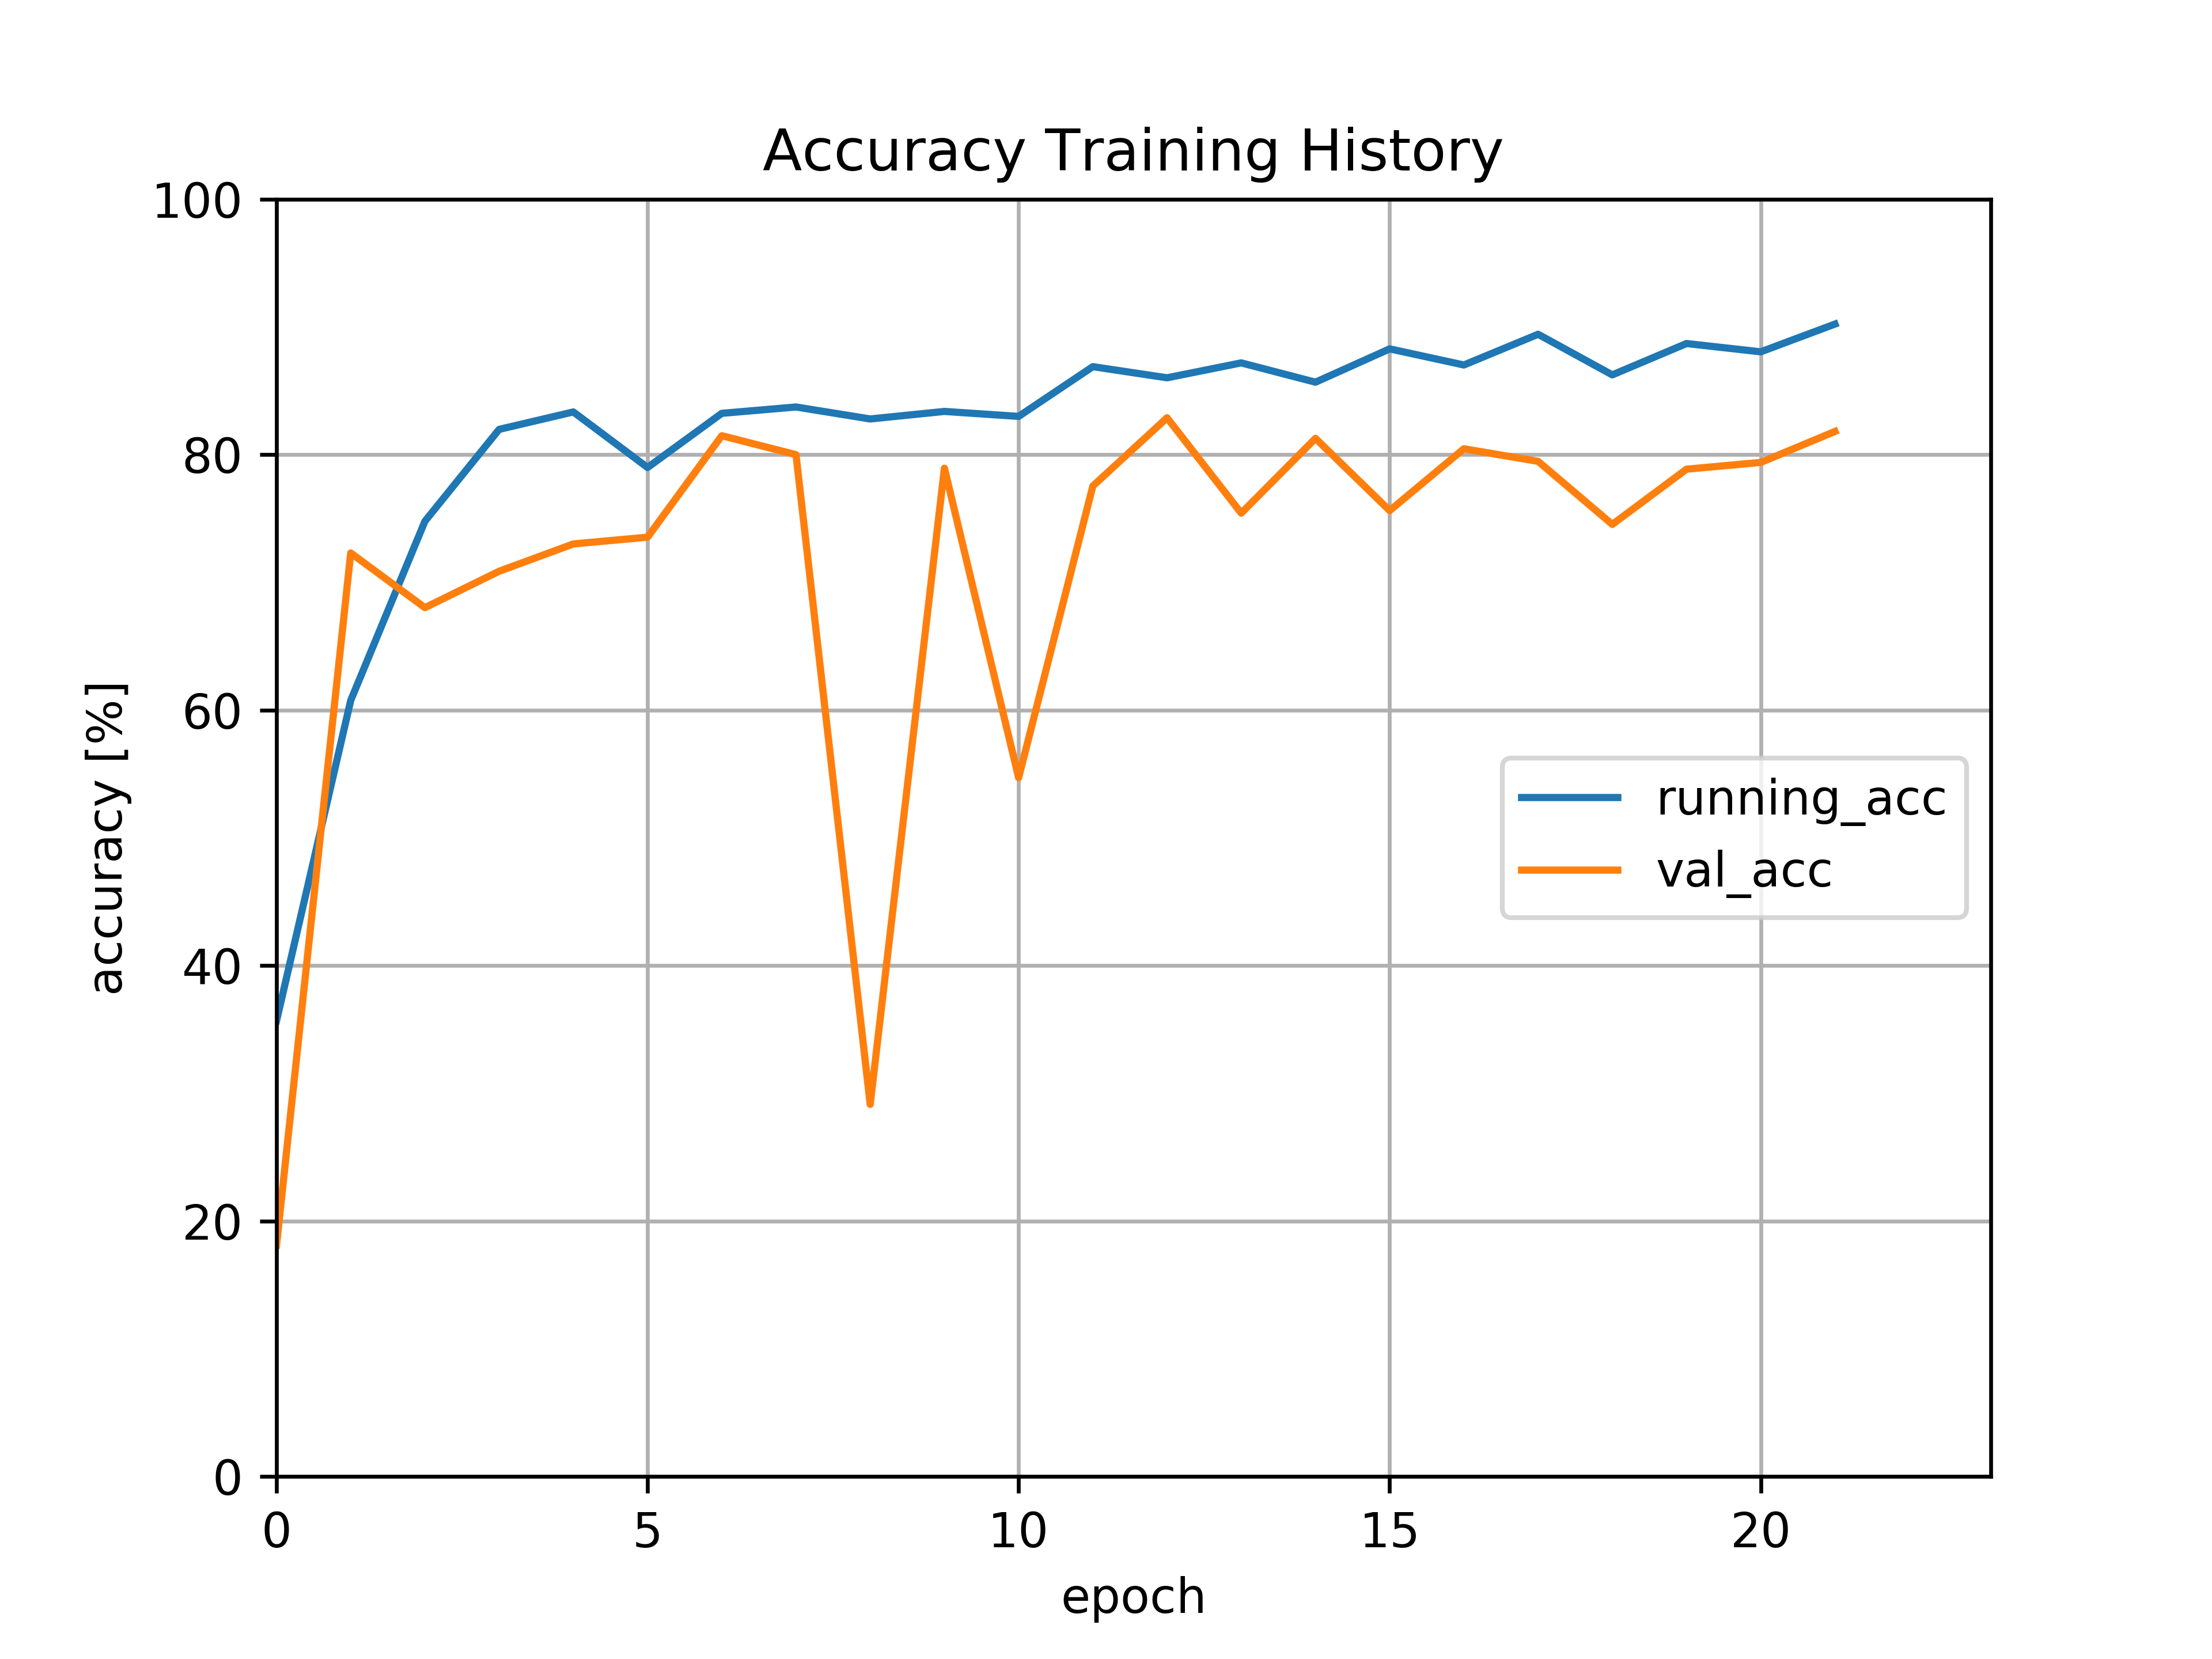 Accuracy Training History
100
80
60
40
20
0
accuracy [%]
running_acc
val_acc
0 5 10 15 20
epoch